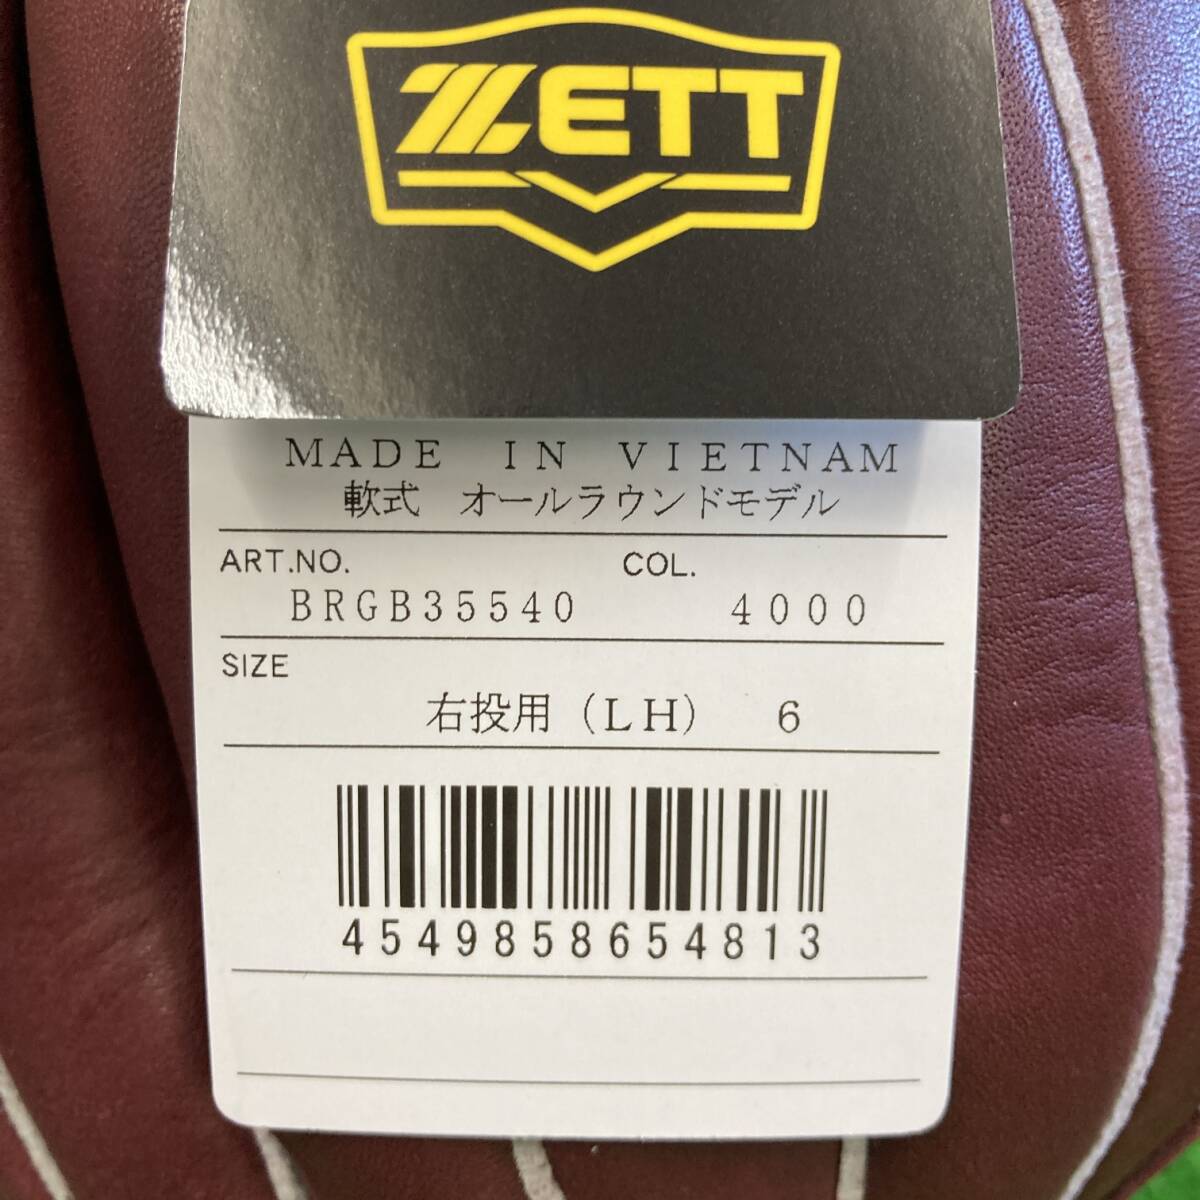 ZETT
MADE IN VIETNAM
軟式 オールラウンドモデル
ART.NO. COL.
BRGB35540 4000
SIZE
右投用(LH) 6
4549858654813